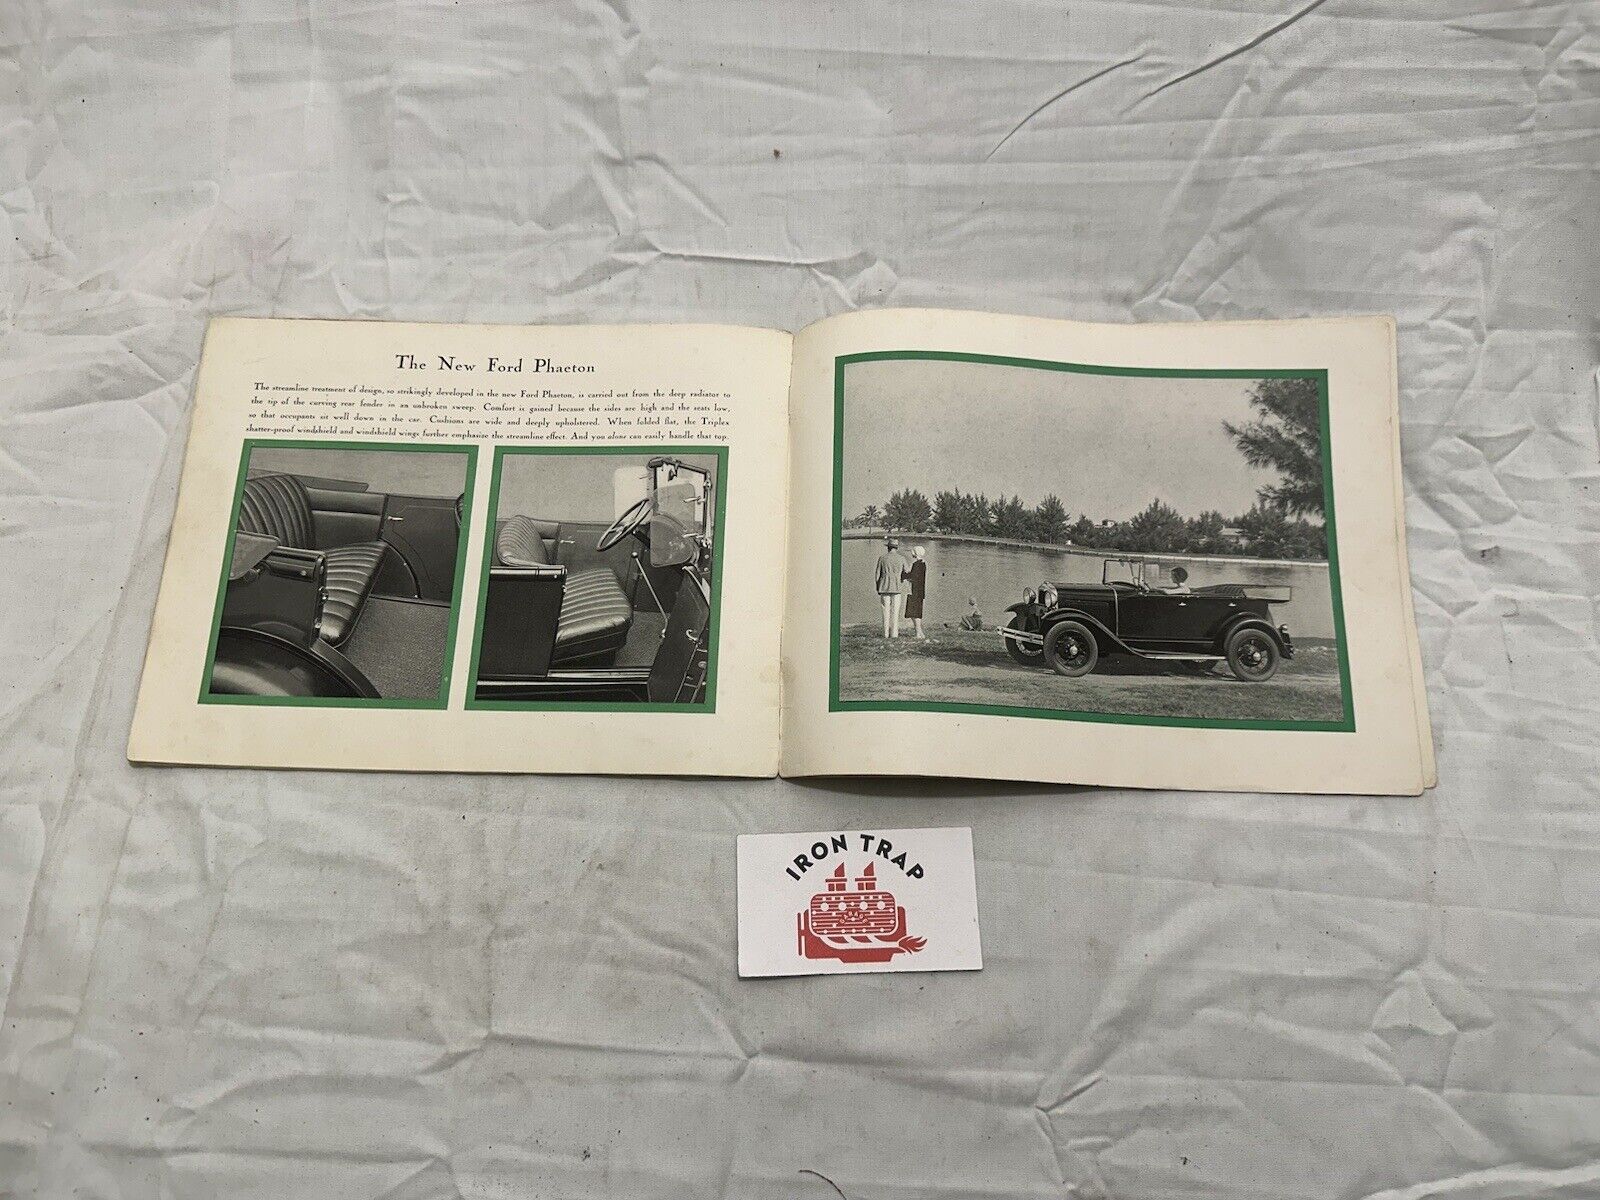 The New Ford Phaeton
The streamline treatment of design, so strikingly developed in the new Ford Phaeton, is carried out from the deep radiator to
the tip of the curving rear fender in an unbroken sweep. Comfort is gained because the sides are high and the seats low,
so that occupants sit well down in the car. Cushions are wide and deeply upholstered. When folded flat, the Triplex
shatter-proof windshield and windshield wings further emphasize the streamline effect. And you alone can easily handle that top.
IRON TRAP